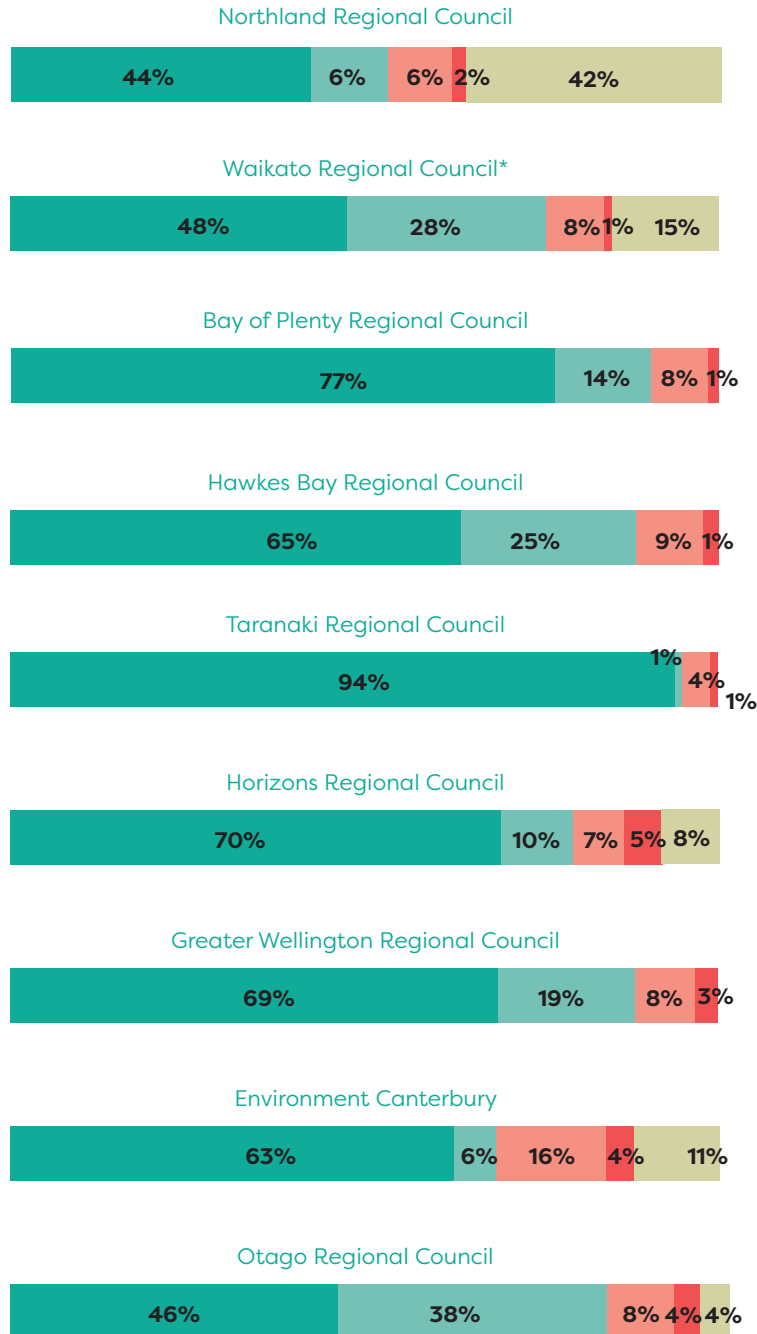 Northland Regional Council
44% 6% 6% 2% 42%
Waikato Regional Council*
48% 28% 8% 1% 15%
Bay of Plenty Regional Council
77% 14% 8% 1%
Hawkes Bay Regional Council
65% 25% 9% 1%
Taranaki Regional Council
94% 1% 4% 1%
Horizons Regional Council
70% 10% 7% 5% 8%
Greater Wellington Regional Council
69% 19% 8% 3%
Environment Canterbury
63% 6% 16% 4% 11%
Otago Regional Council
46% 38% 8% 4% 4%